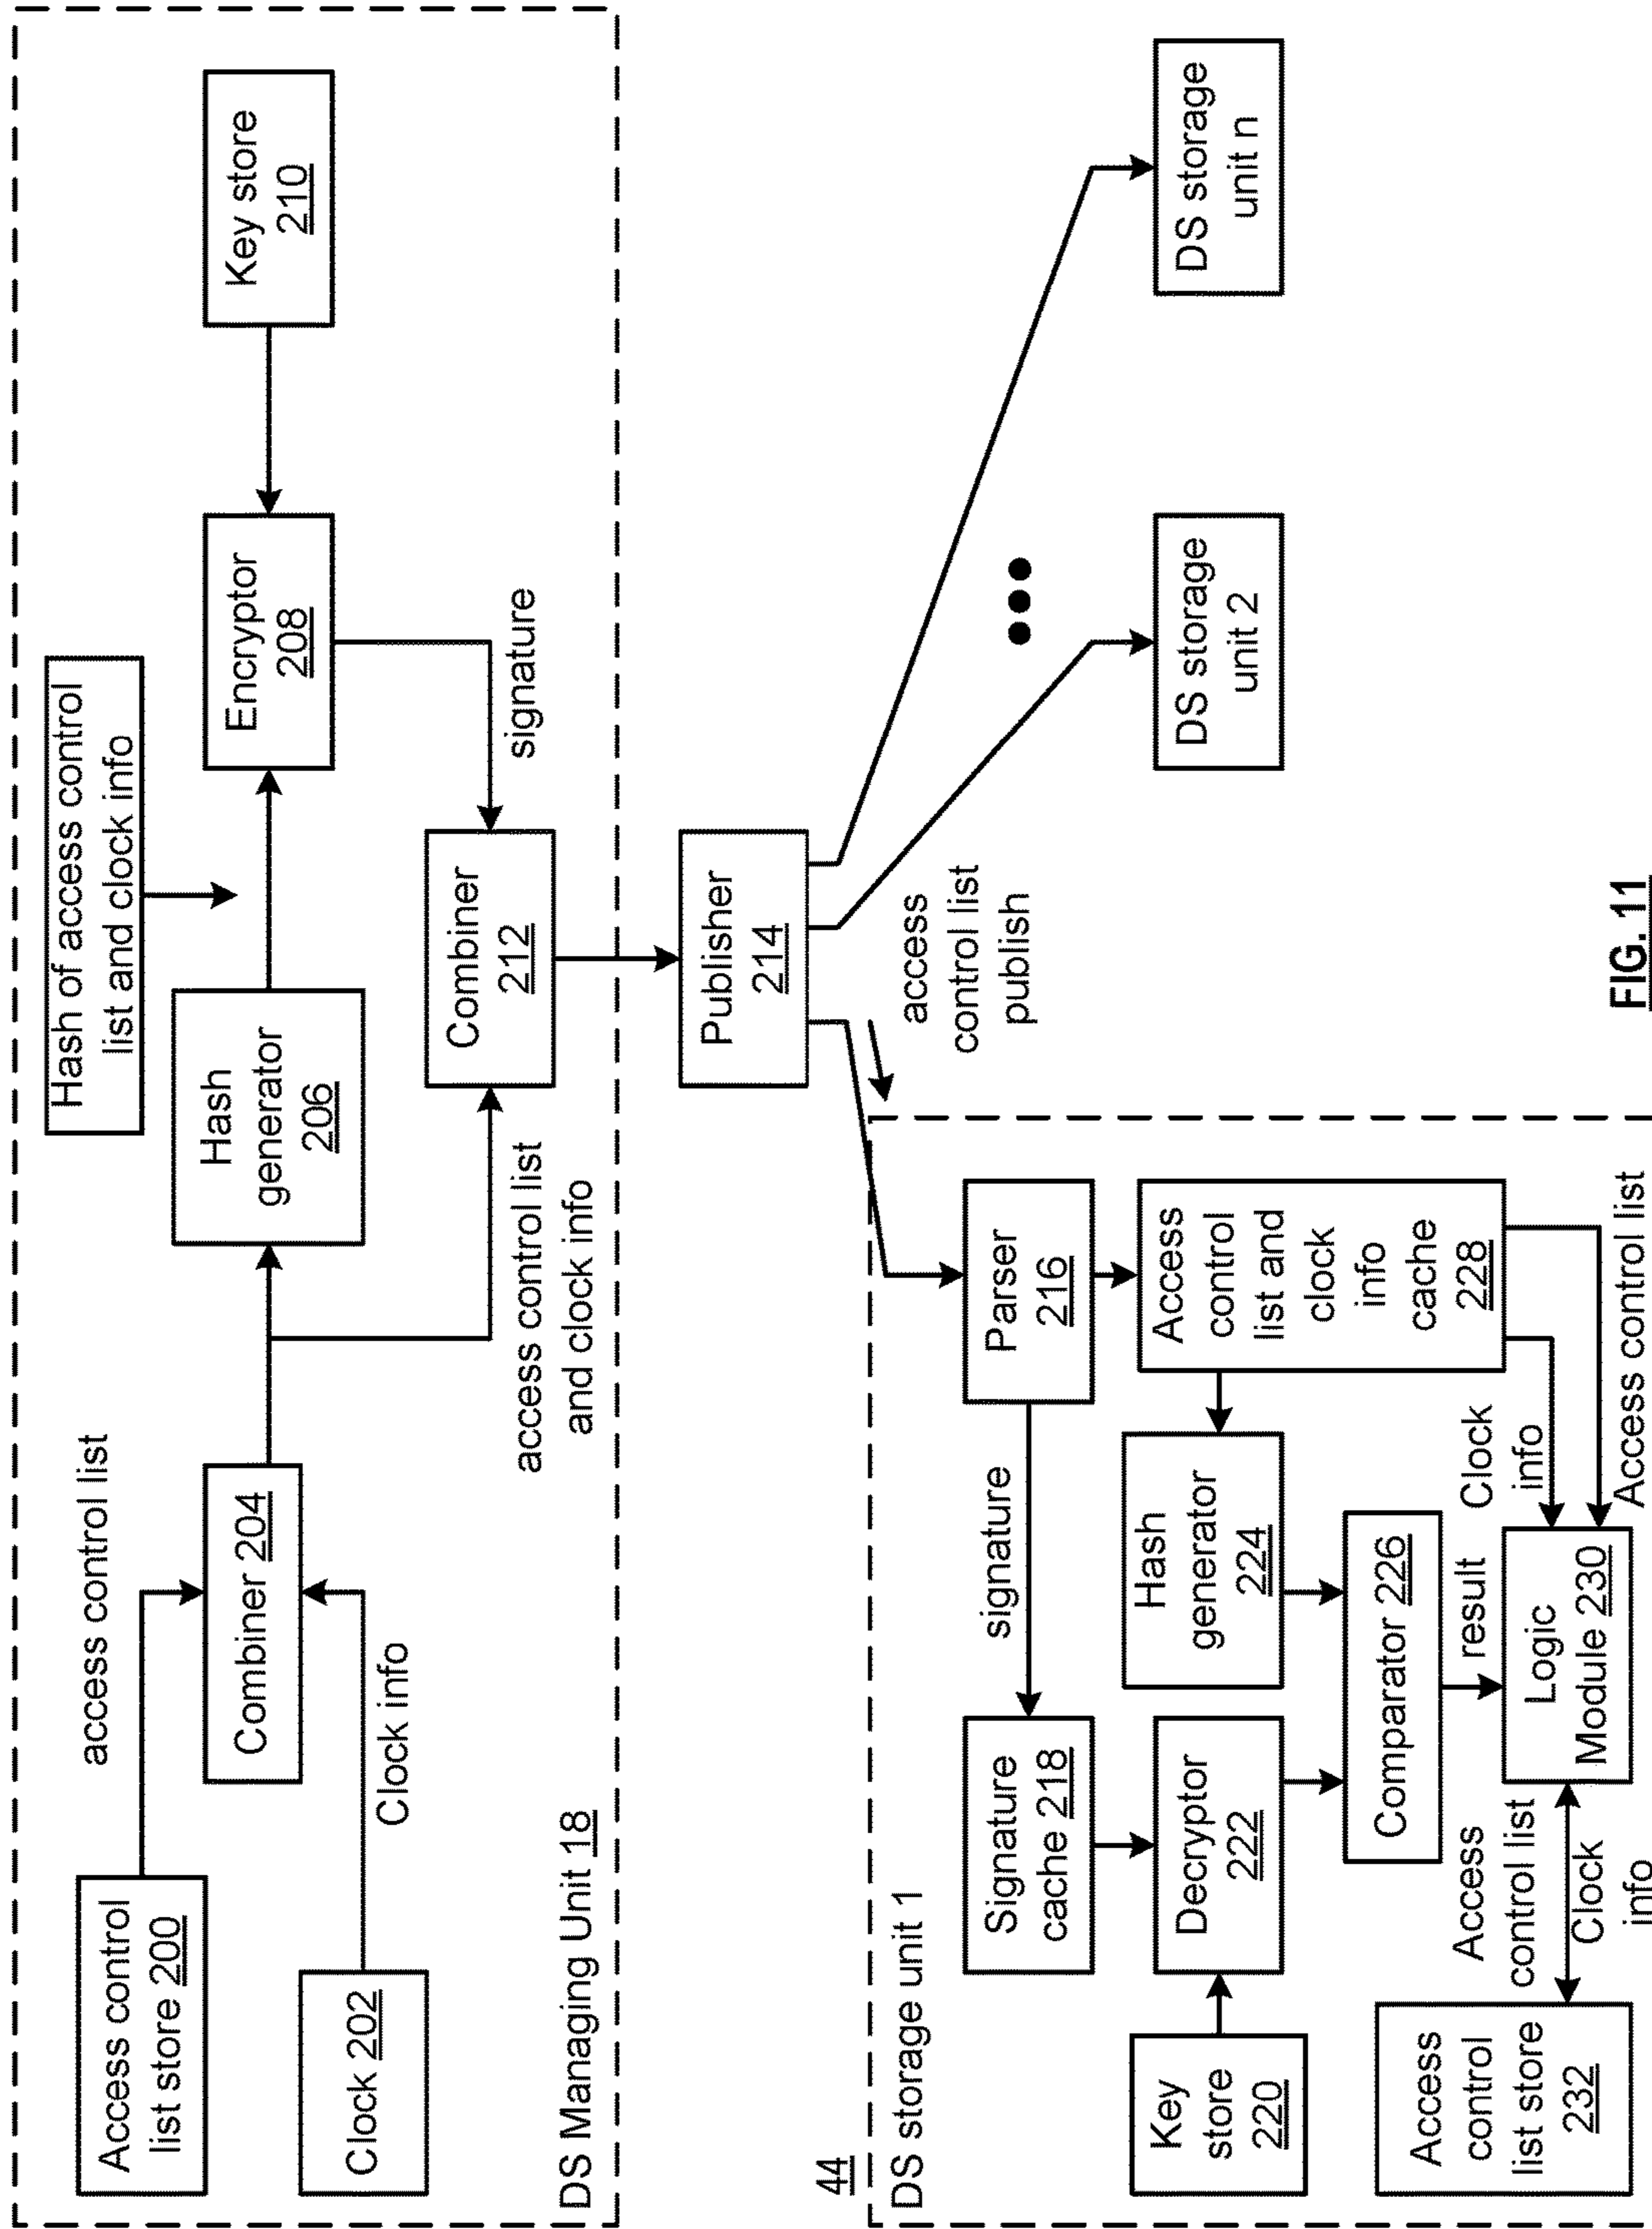 Access control
list store 200
access control list
Clock 202
Clock info
Combiner 204
Hash of access control
list and clock info
Hash
generator
206
Encryptor
208
Key store
210
access control list
and clock info
signature
Combiner
212
DS Managing Unit 18
Publisher
214
access
control list
publish
44
DS storage unit 1
Parser
216
signature
Signature
cache 218
Key
store
220
Decryptor
222
Hash
generator
224
Access
control
list and
clock
info
cache
228
Comparator 226
result
Clock
info
Access control list
Logic
Module 230
Access
control list
Clock
info
Access
control
list store
232
DS storage
unit 2
DS storage
unit n
FIG. 11